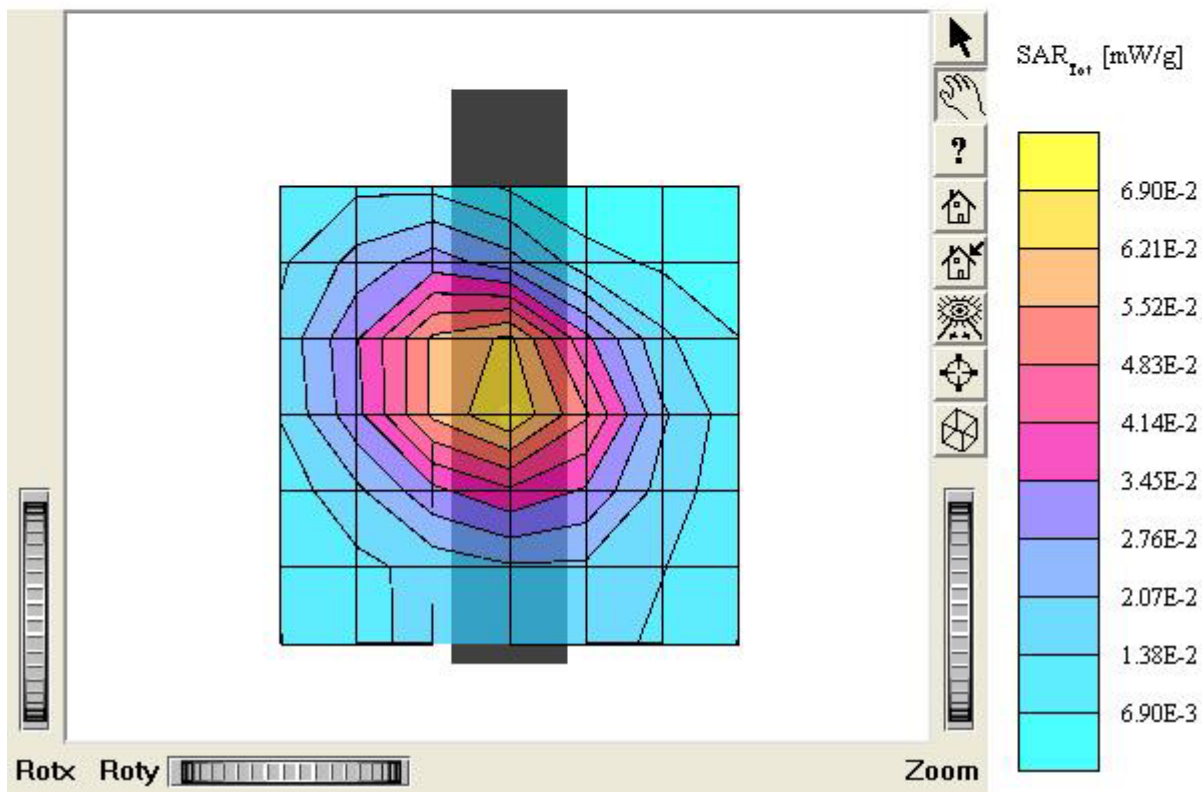 SAR_Tot [mW/g]
?
6.90E-2
6.21E-2
5.52E-2
4.83E-2
4.14E-2
3.45E-2
2.76E-2
2.07E-2
1.38E-2
6.90E-3
Rotx Roty Zoom